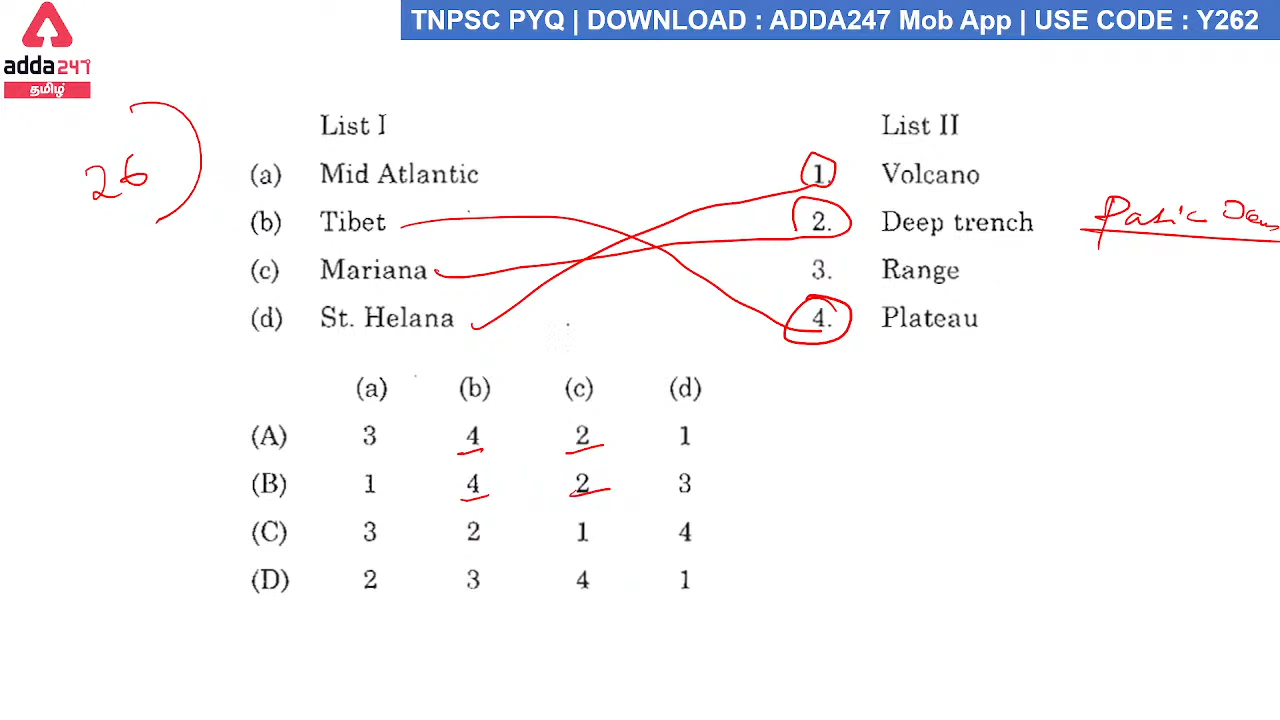 TNPSC PYQ | DOWNLOAD : ADDA247 Mob App | USE CODE : Y262
adda247
தமிழ்
26
List I List II
(a) Mid Atlantic 1. Volcano
(b) Tibet 2. Deep trench
(c) Mariana 3. Range
(d) St. Helana 4. Plateau
(a) (b) (c) (d)
(A) 3 4 2 1
(B) 1 4 2 3
(C) 3 2 1 4
(D) 2 3 4 1